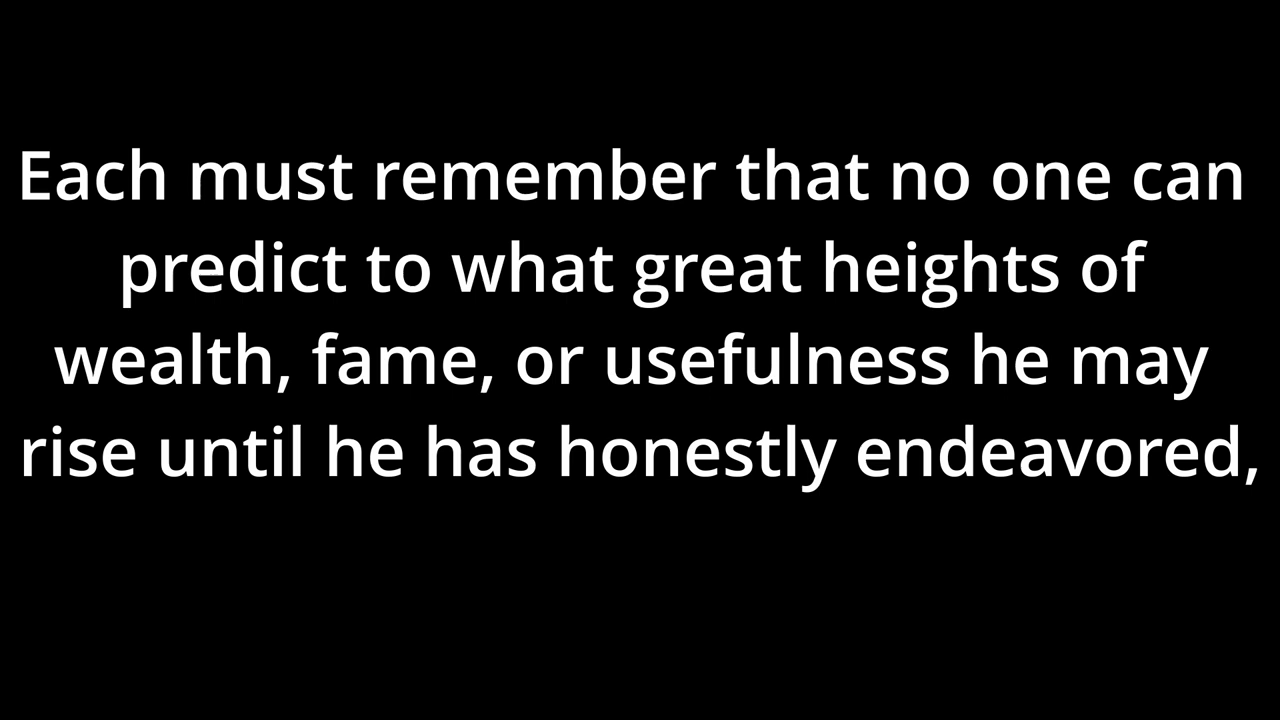 Each must remember that no one can
predict to what great heights of
wealth, fame, or usefulness he may
rise until he has honestly endeavored,